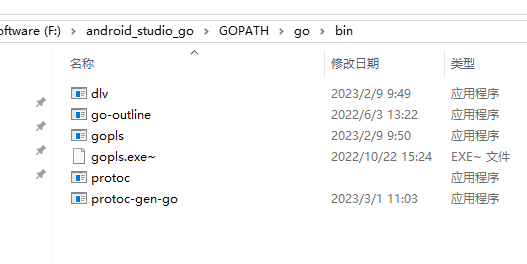 oftware (F:) › android_studio_go › GOPATH › go › bin
名称 修改日期 类型
dlv 2023/2/9 9:49 应用程序
go-outline 2022/6/3 13:22 应用程序
gopls 2023/2/9 9:50 应用程序
gopls.exe~ 2022/10/22 15:24 EXE~ 文件
protoc 应用程序
protoc-gen-go 2023/3/1 11:03 应用程序